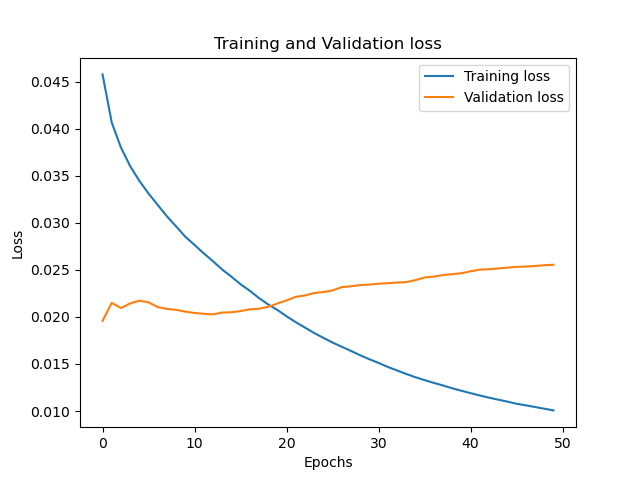 Training and Validation loss
Training loss
Validation loss
0.045
0.040
0.035
0.030
0.025
0.020
0.015
0.010
Loss
0 10 20 30 40 50
Epochs